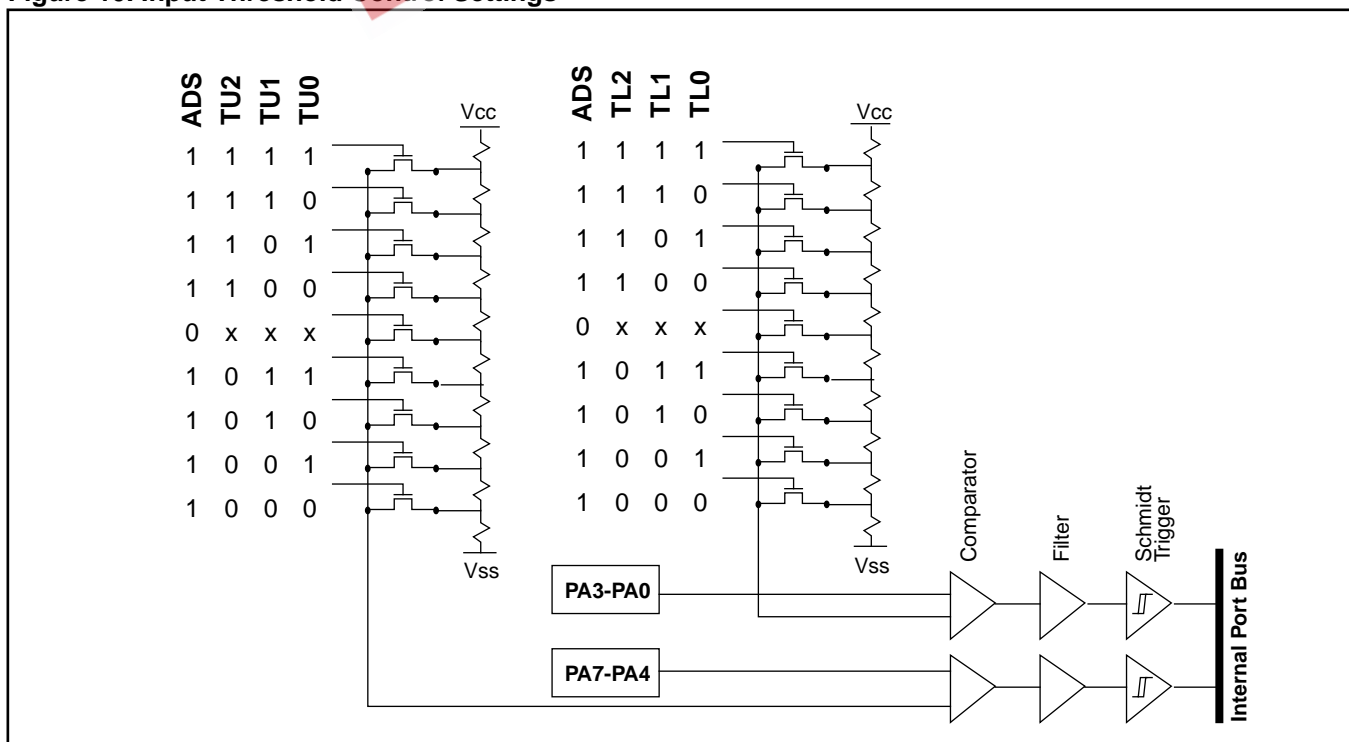 Figure 10. Input Threshold Control Settings
ADS TU2 TU1 TU0
Vcc
1 1 1 1
1 1 1 0
1 1 0 1
1 1 0 0
0 x x x
1 0 1 1
1 0 1 0
1 0 0 1
1 0 0 0
Vss
ADS TL2 TL1 TL0
Vcc
1 1 1 1
1 1 1 0
1 1 0 1
1 1 0 0
0 x x x
1 0 1 1
1 0 1 0
1 0 0 1
1 0 0 0
Vss
Comparator
Filter
Schmidt
Trigger
PA3-PA0
PA7-PA4
Internal Port Bus